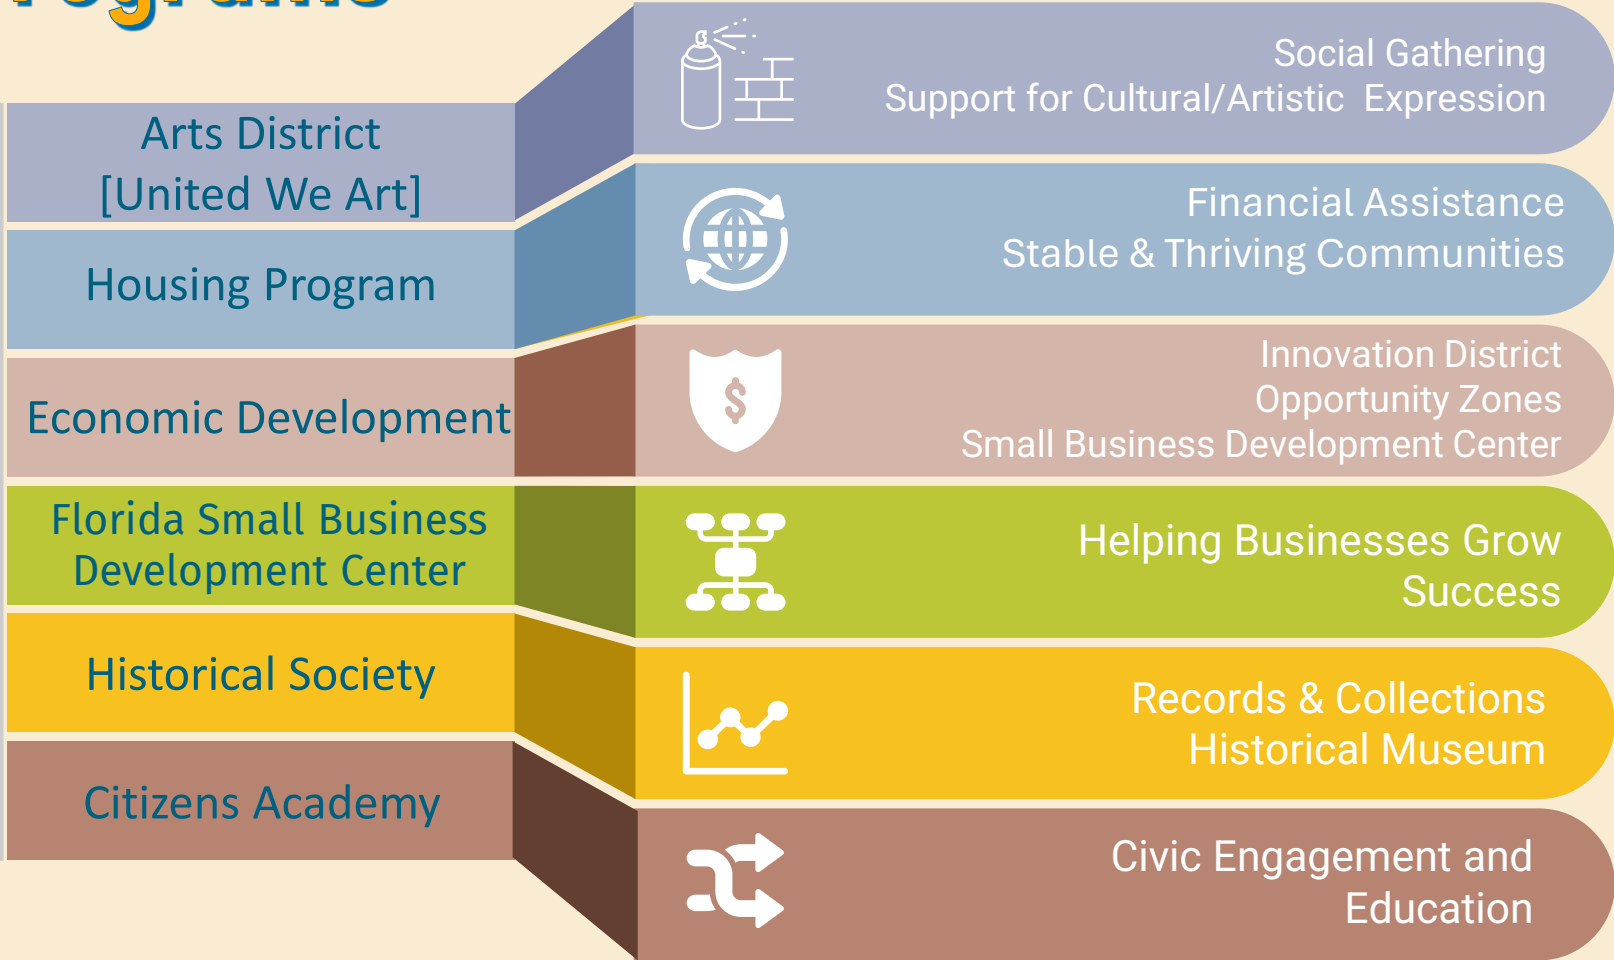 Arts District
[United We Art]
Social Gathering
Support for Cultural/Artistic Expression
Housing Program
Financial Assistance
Stable & Thriving Communities
Economic Development
Innovation District
Opportunity Zones
Small Business Development Center
Florida Small Business
Development Center
Helping Businesses Grow
Success
Historical Society
Records & Collections
Historical Museum
Citizens Academy
Civic Engagement and
Education